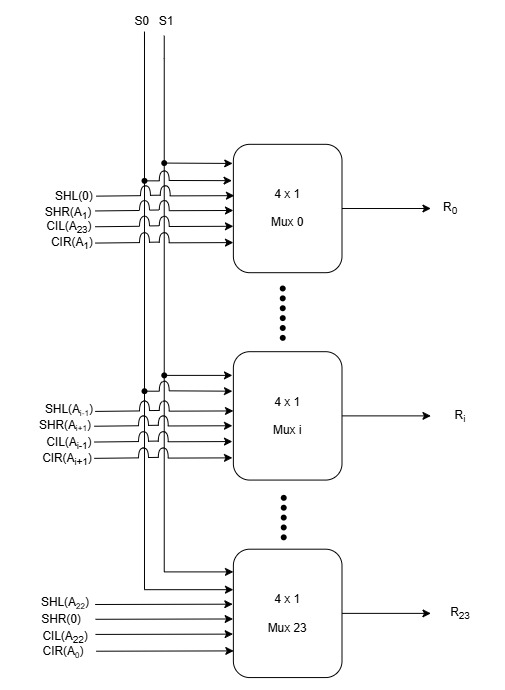 S0 S1
4 x 1
Mux 0
SHL(0)
SHR(A1)
CIL(A23)
CIR(A1)
R0
4 x 1
Mux i
SHL(Ai-1)
SHR(Ai+1)
CIL(Ai-1)
CIR(Ai+1)
Ri
4 x 1
Mux 23
SHL(A22)
SHR(0)
CIL(A22)
CIR(A0)
R23